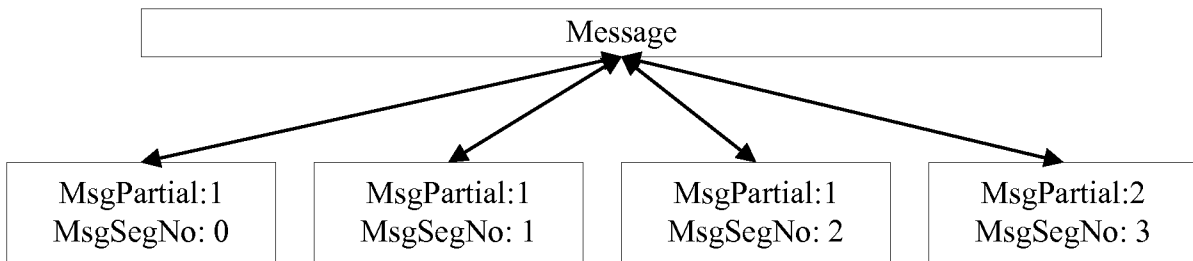 Message
MsgPartial:1
MsgSegNo: 0
MsgPartial:1
MsgSegNo: 1
MsgPartial:1
MsgSegNo: 2
MsgPartial:2
MsgSegNo: 3